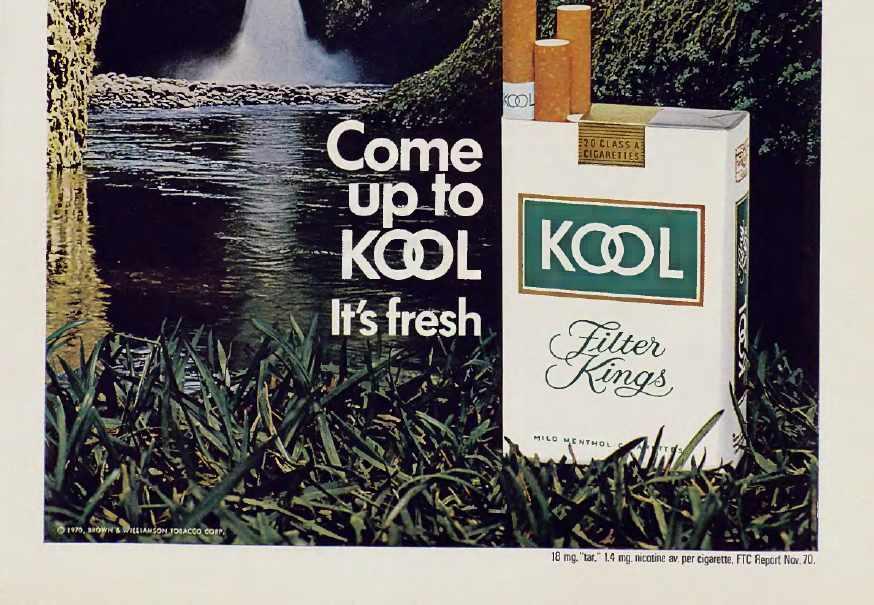 KOOL
20 CLASS A
CIGARETTES
Come
up to
KOOL
It's fresh
KOOL
Filter
Kings
KOOL
MILD MENTHOL
© 1970, BROWN & WILLIAMSON TOBACCO CORP.
18 mg. "tar," 1.4 mg. nicotine av. per cigarette, FTC Report Nov. 70.